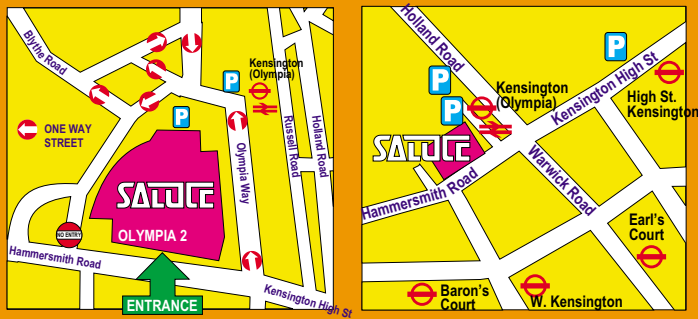 Blythe Road
ONE WAY
STREET
P
P
Kensington
(Olympia)
Russell Road
Holland Road
Olympia Way
SALUTE
OLYMPIA 2
NO ENTRY
Hammersmith Road
ENTRANCE
Kensington High St
Holland Road
P
P
P
Kensington
(Olympia)
Kensington High St
High St.
Kensington
SALUTE
Hammersmith Road
Warwick Road
Earl's
Court
Baron's
Court
W. Kensington